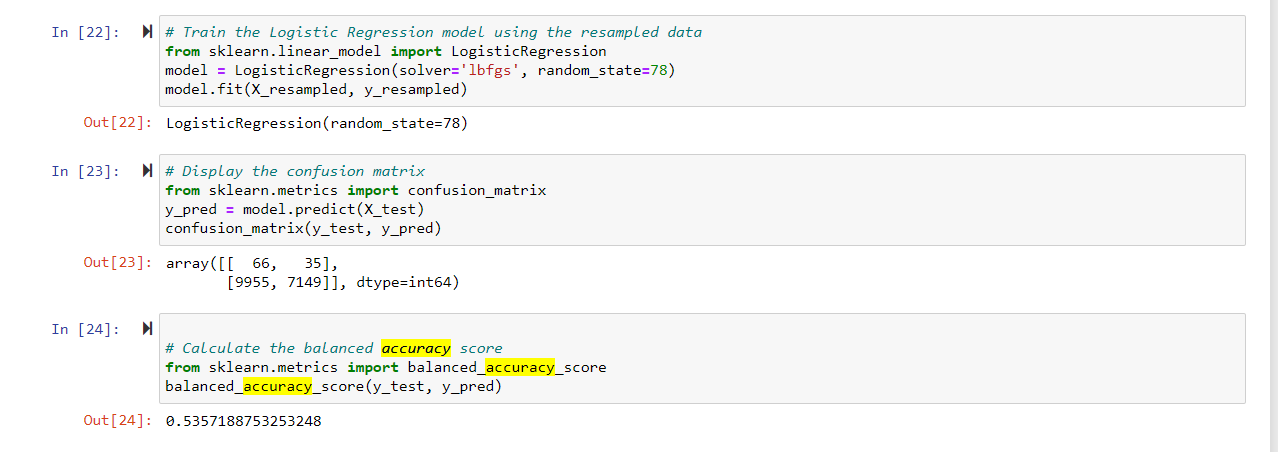 In [22]: # Train the Logistic Regression model using the resampled data
from sklearn.linear_model import LogisticRegression
model = LogisticRegression(solver='lbfgs', random_state=78)
model.fit(X_resampled, y_resampled)
Out[22]: LogisticRegression(random_state=78)
In [23]: # Display the confusion matrix
from sklearn.metrics import confusion_matrix
y_pred = model.predict(X_test)
confusion_matrix(y_test, y_pred)
Out[23]: array([[  66,   35],
       [9955, 7149]], dtype=int64)
In [24]:
# Calculate the balanced accuracy score
from sklearn.metrics import balanced_accuracy_score
balanced_accuracy_score(y_test, y_pred)
Out[24]: 0.5357188753253248